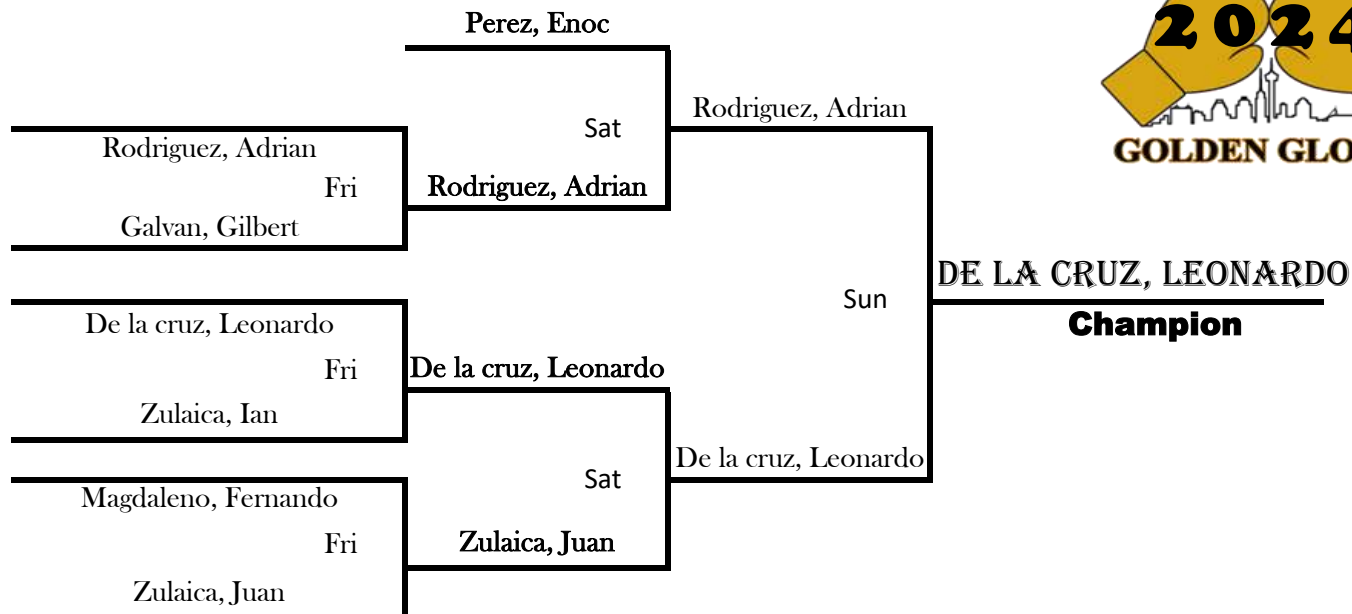 Perez, Enoc
2024
Rodriguez, Adrian
Sat
Rodriguez, Adrian
GOLDEN
Fri
Rodriguez, Adrian
Galvan, Gilbert
DE LA CRUZ, LEONARDO
Sun
Champion
De la cruz, Leonardo
Fri
De la cruz, Leonardo
Zulaica, Ian
De la cruz, Leonardo
Sat
Magdaleno, Fernando
Fri
Zulaica, Juan
Zulaica, Juan